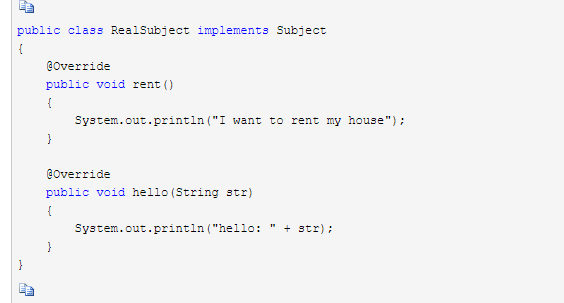 public class RealSubject implements Subject
{
    @Override
    public void rent()
    {
        System.out.println("I want to rent my house");
    }

    @Override
    public void hello(String str)
    {
        System.out.println("hello: " + str);
    }
}